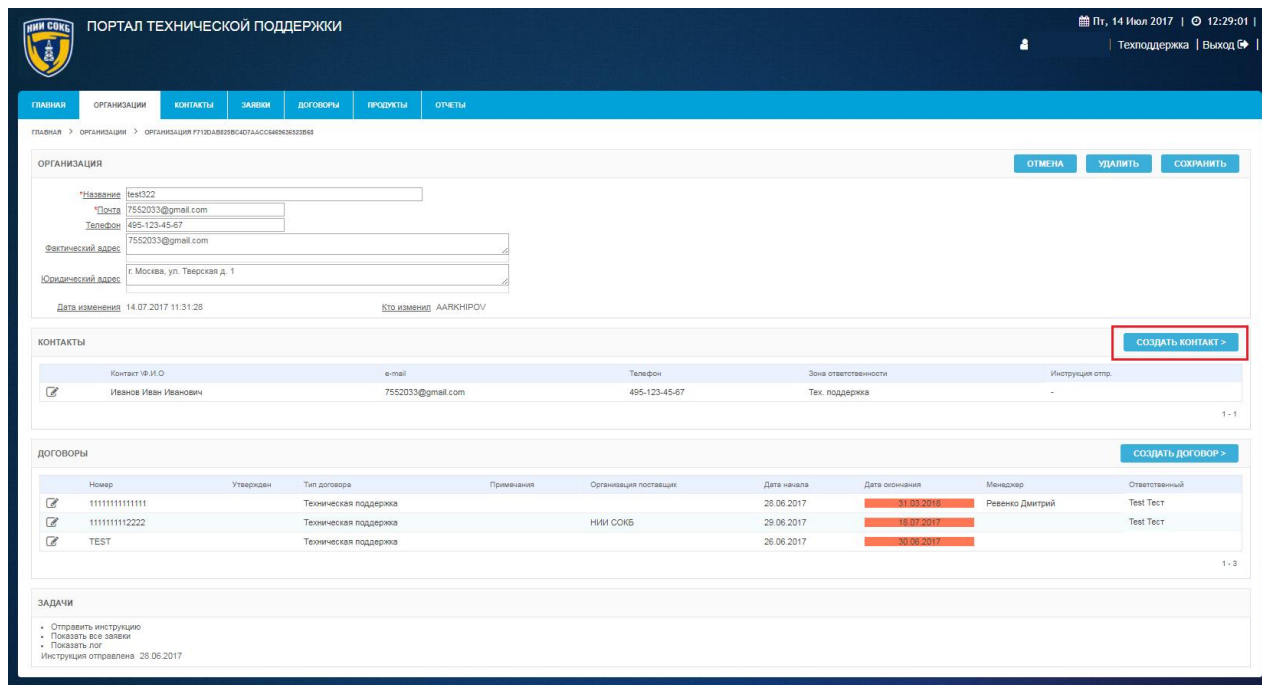 НИИ СОКБ
ПОРТАЛ ТЕХНИЧЕСКОЙ ПОДДЕРЖКИ
Пт, 14 Июл 2017 | 12:29:01 |
| Техподдержка | Выход |
ГЛАВНАЯ ОРГАНИЗАЦИИ КОНТАКТЫ ЗАЯВКИ ДОГОВОРЫ ПРОДУКТЫ ОТЧЕТЫ
ГЛАВНАЯ > ОРГАНИЗАЦИИ > ОРГАНИЗАЦИЯ
ОРГАНИЗАЦИЯ ОТМЕНА УДАЛИТЬ СОХРАНИТЬ
*Название test322
*Почта 7552033@gmail.com
Телефон 495-123-45-67
Фактический адрес 7552033@gmail.com
Юридический адрес г. Москва, ул. Тверская д. 1
Дата изменения 14.07.2017 11:31:28 Кто изменил AARKHIPOV
КОНТАКТЫ СОЗДАТЬ КОНТАКТ >
Контакт \Ф.И.О e-mail Телефон Зона ответственности Инструкция отпр.
Иванов Иван Иванович 7552033@gmail.com 495-123-45-67 Тех. поддержка -
1 - 1
ДОГОВОРЫ СОЗДАТЬ ДОГОВОР >
Номер Утвержден Тип договора Примечания Организация поставщик Дата начала Дата окончания Менеджер Ответственный
11111111111111 Техническая поддержка 28.06.2017 31.03.2018 Ревенко Дмитрий Test Тест
1111111112222 Техническая поддержка НИИ СОКБ 29.06.2017 18.07.2017 Test Тест
TEST Техническая поддержка 26.06.2017 30.06.2017
1 - 3
ЗАДАЧИ
• Отправить инструкцию
• Показать все заявки
• Показать лог
Инструкция отправлена 28.06.2017